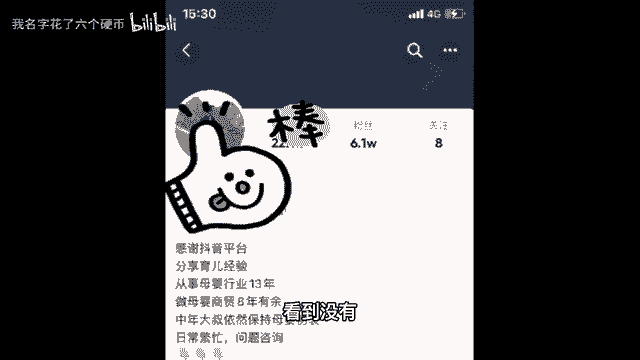 我名字花了六个硬币 bilibili
15:30
4G
棒
粉丝
关注
6.1w
8
感谢抖音平台
分享育儿经验
从事母婴行业13年
做母婴商贸8年有余
看到没有
中年大叔依然保持母婴
日常繁忙，问题咨询